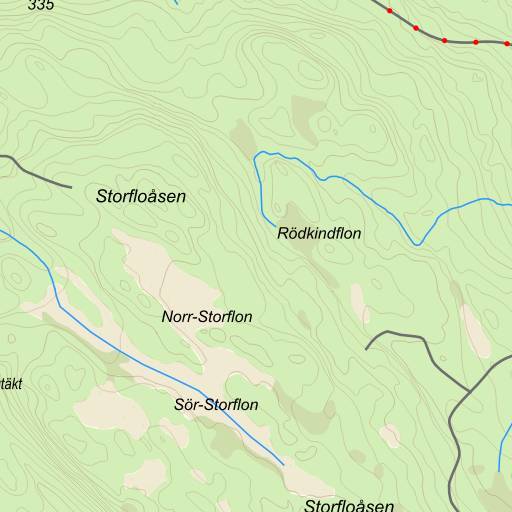 335
Storfloåsen
Rödkindflon
Norr-Storflon
täkt
Sör-Storflon
Storfloåsen